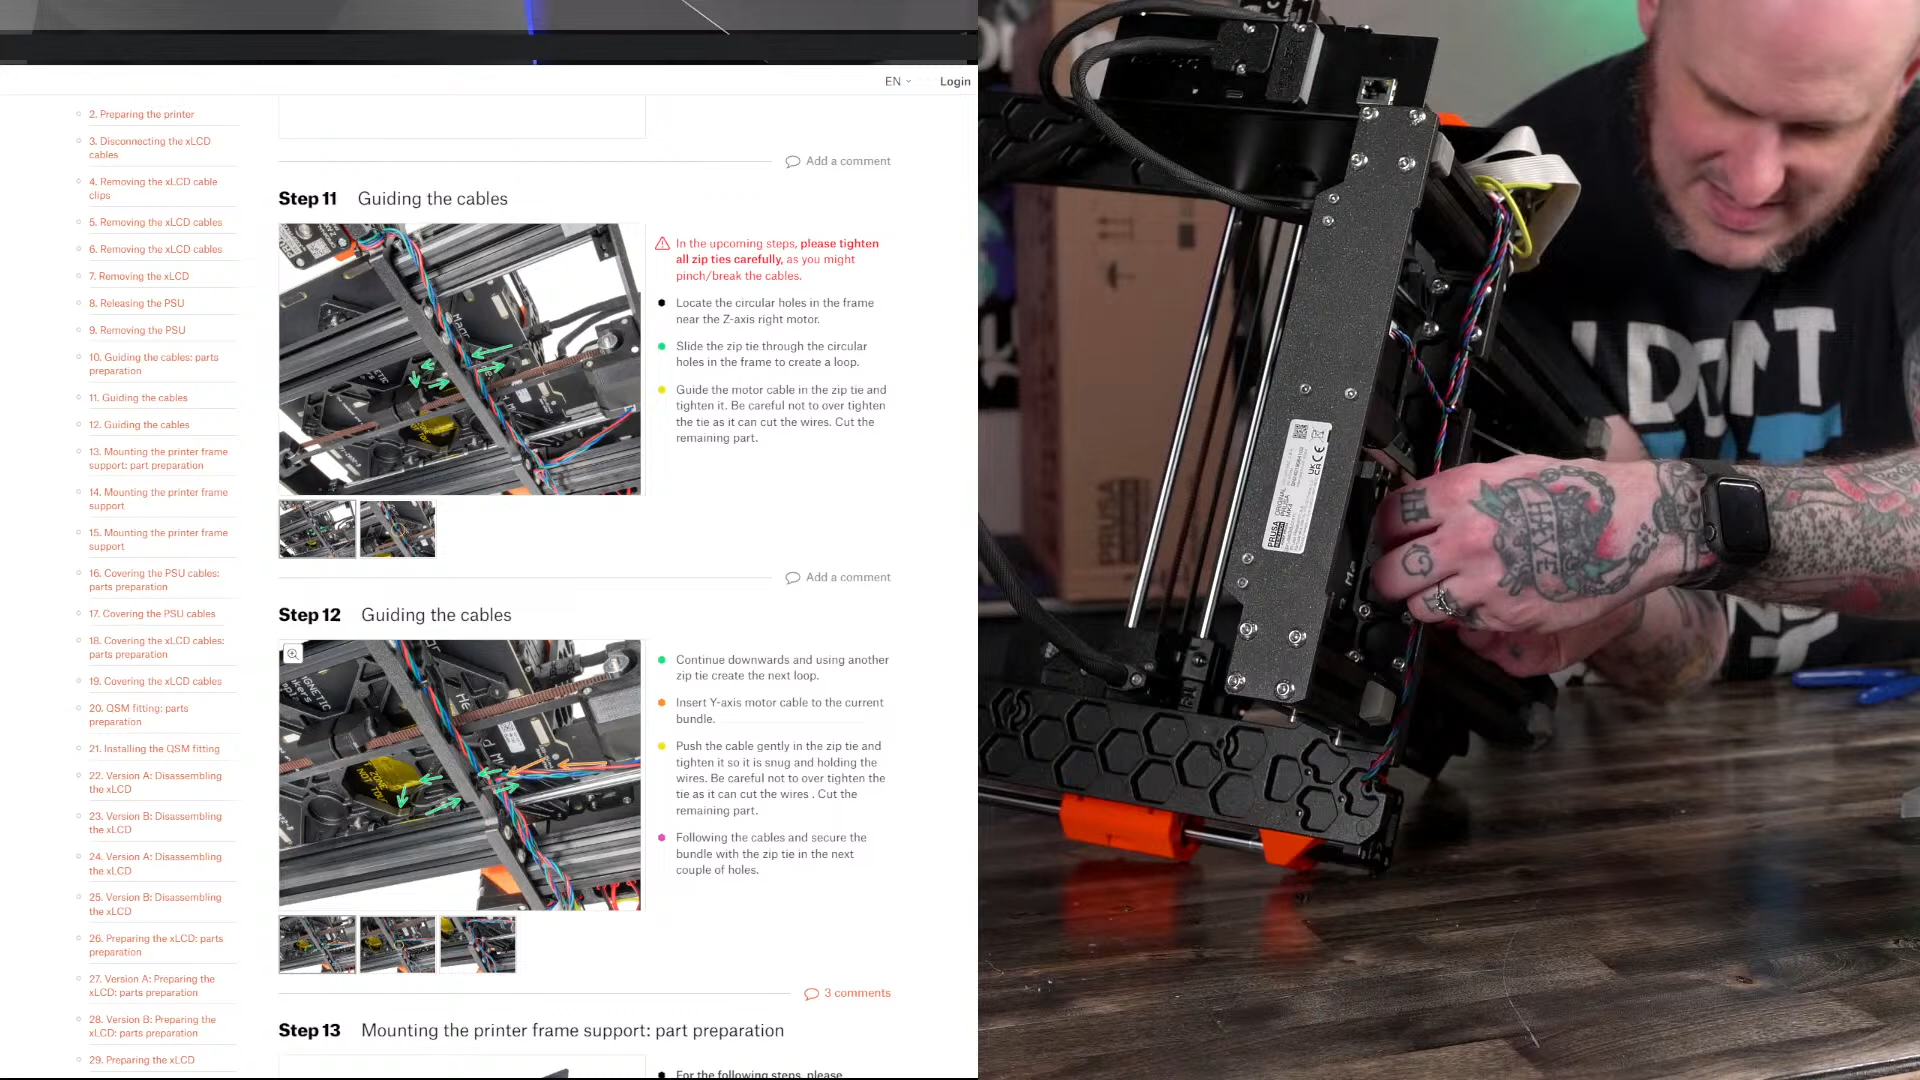 EN
Login
2. Preparing the printer
3. Disconnecting the xLCD
cables
4. Removing the xLCD cable
clips
5. Removing the xLCD cables
6. Removing the xLCD cables
7. Removing the xLCD
8. Releasing the PSU
9. Removing the PSU
10. Guiding the cables: parts
preparation
11. Guiding the cables
12. Guiding the cables
13. Mounting the printer frame
support: part preparation
14. Mounting the printer frame
support
15. Mounting the printer frame
support
16. Covering the PSU cables:
parts preparation
17. Covering the PSU cables
18. Covering the xLCD cables:
parts preparation
19. Covering the xLCD cables
20. QSM fitting: parts
preparation
21. Installing the QSM fitting
22. Version A: Disassembling
the xLCD
23. Version B: Disassembling
the xLCD
24. Version A: Disassembling
the xLCD
25. Version B: Disassembling
the xLCD
26. Preparing the xLCD: parts
preparation
27. Version A: Preparing the
xLCD: parts preparation
28. Version B: Preparing the
xLCD: parts preparation
29. Preparing the xLCD
Add a comment
Step 11 Guiding the cables
In the upcoming steps, please tighten
all zip ties carefully, as you might
pinch/break the cables.
Locate the circular holes in the frame
near the Z-axis right motor.
Slide the zip tie through the circular
holes in the frame to create a loop.
Guide the motor cable in the zip tie and
tighten it. Be careful not to over tighten
the tie as it can cut the wires. Cut the
remaining part.
Add a comment
Step 12 Guiding the cables
Continue downwards and using another
zip tie create the next loop.
Insert Y-axis motor cable to the current
bundle.
Push the cable gently in the zip tie and
tighten it so it is snug and holding the
wires. Be careful not to over tighten the
tie as it can cut the wires . Cut the
remaining part.
Following the cables and secure the
bundle with the zip tie in the next
couple of holes.
3 comments
Step 13 Mounting the printer frame support: part preparation
For the following steps, please
I DON'T
HAVE
PRUSA
ORIGINAL
PRUSA
MK4
CE
UK
CA